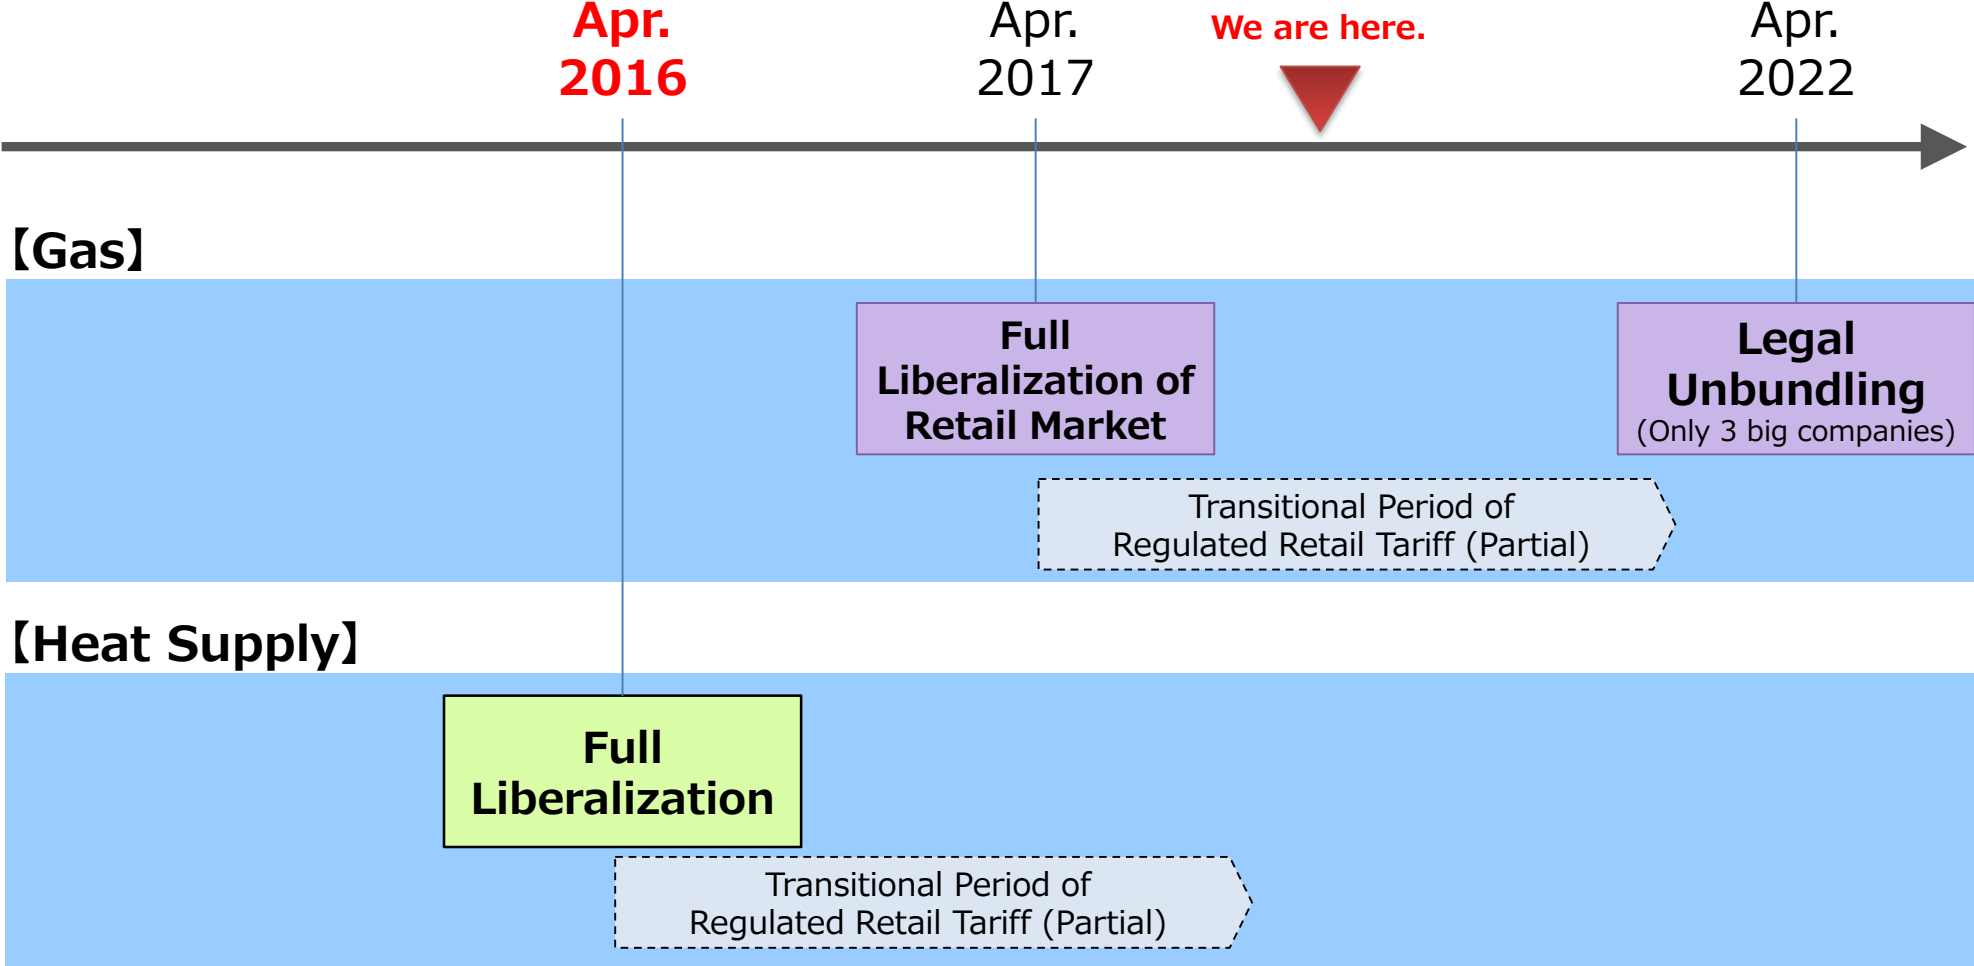 Apr.
2016
Apr.
2017
We are here.
Apr.
2022
【Gas】
Full
Liberalization of
Retail Market
Legal
Unbundling
(Only 3 big companies)
Transitional Period of
Regulated Retail Tariff (Partial)
【Heat Supply】
Full
Liberalization
Transitional Period of
Regulated Retail Tariff (Partial)